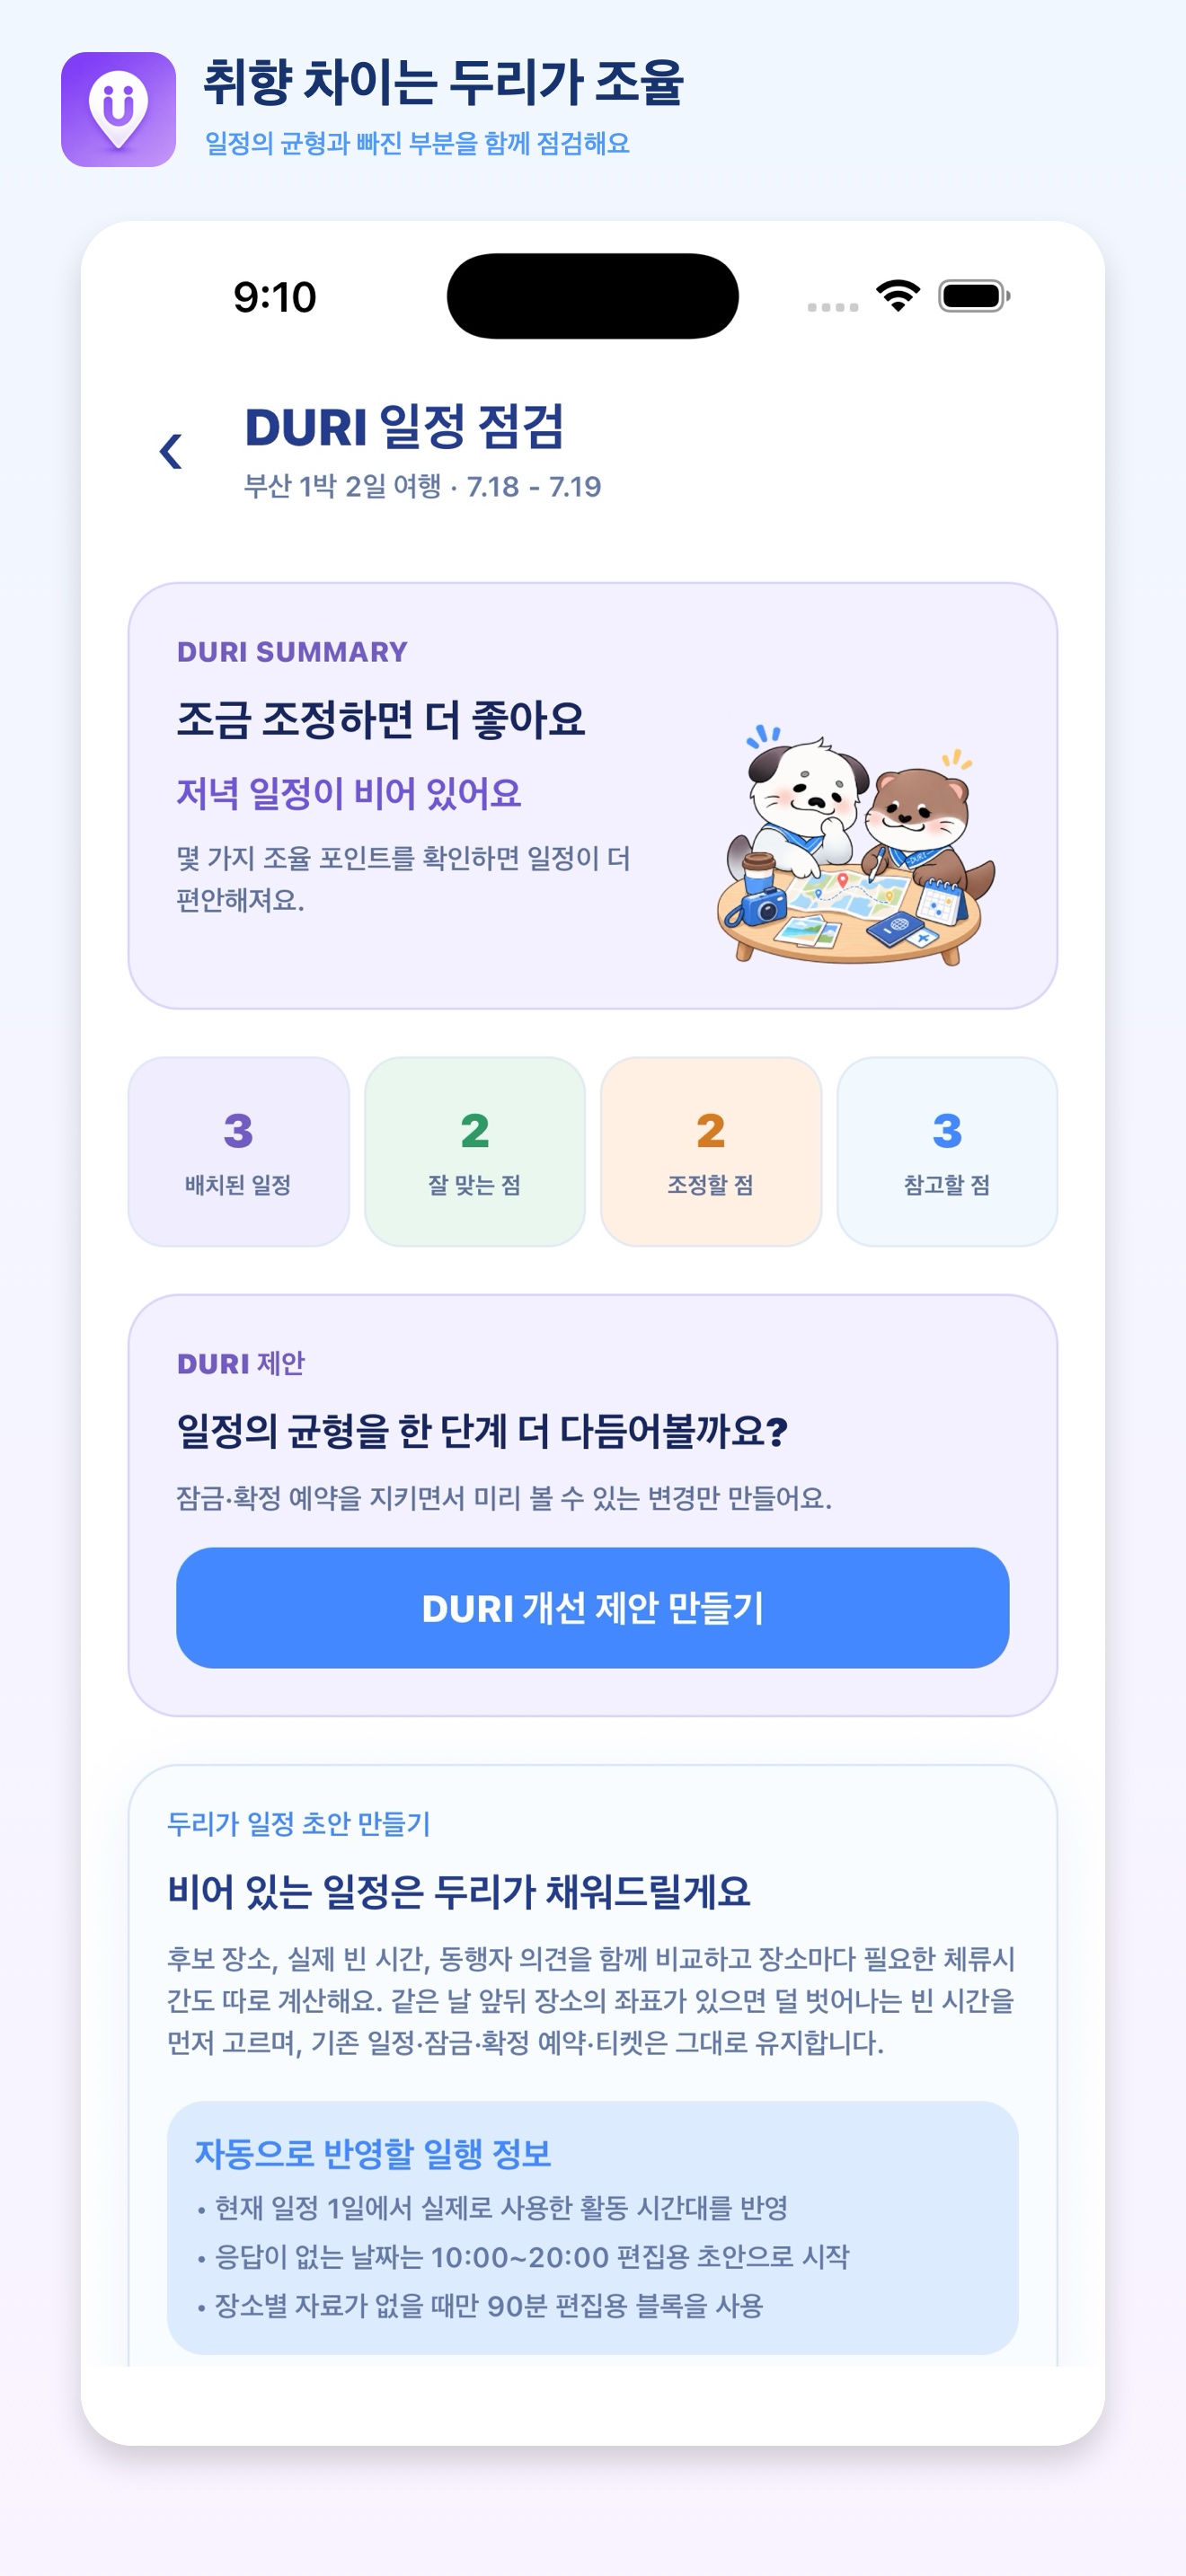 취향 차이는 두리가 조율
일정의 균형과 빠진 부분을 함께 점검해요
9:10
DURI 일정 점검
부산 1박 2일 여행 · 7.18 - 7.19
DURI SUMMARY
조금 조정하면 더 좋아요
저녁 일정이 비어 있어요
몇 가지 조율 포인트를 확인하면 일정이 더
편안해져요.
3
배치된 일정
2
잘 맞는 점
2
조정할 점
3
참고할 점
DURI 제안
일정의 균형을 한 단계 더 다듬어볼까요?
잠금·확정 예약을 지키면서 미리 볼 수 있는 변경만 만들어요.
DURI 개선 제안 만들기
두리가 일정 초안 만들기
비어 있는 일정은 두리가 채워드릴게요
후보 장소, 실제 빈 시간, 동행자 의견을 함께 비교하고 장소마다 필요한 체류시
간도 따로 계산해요. 같은 날 앞뒤 장소의 좌표가 있으면 덜 벗어나는 빈 시간을
먼저 고르며, 기존 일정·잠금·확정 예약·티켓은 그대로 유지합니다.
자동으로 반영할 일행 정보
• 현재 일정 1일에서 실제로 사용한 활동 시간대를 반영
• 응답이 없는 날짜는 10:00~20:00 편집용 초안으로 시작
• 장소별 자료가 없을 때만 90분 편집용 블록을 사용